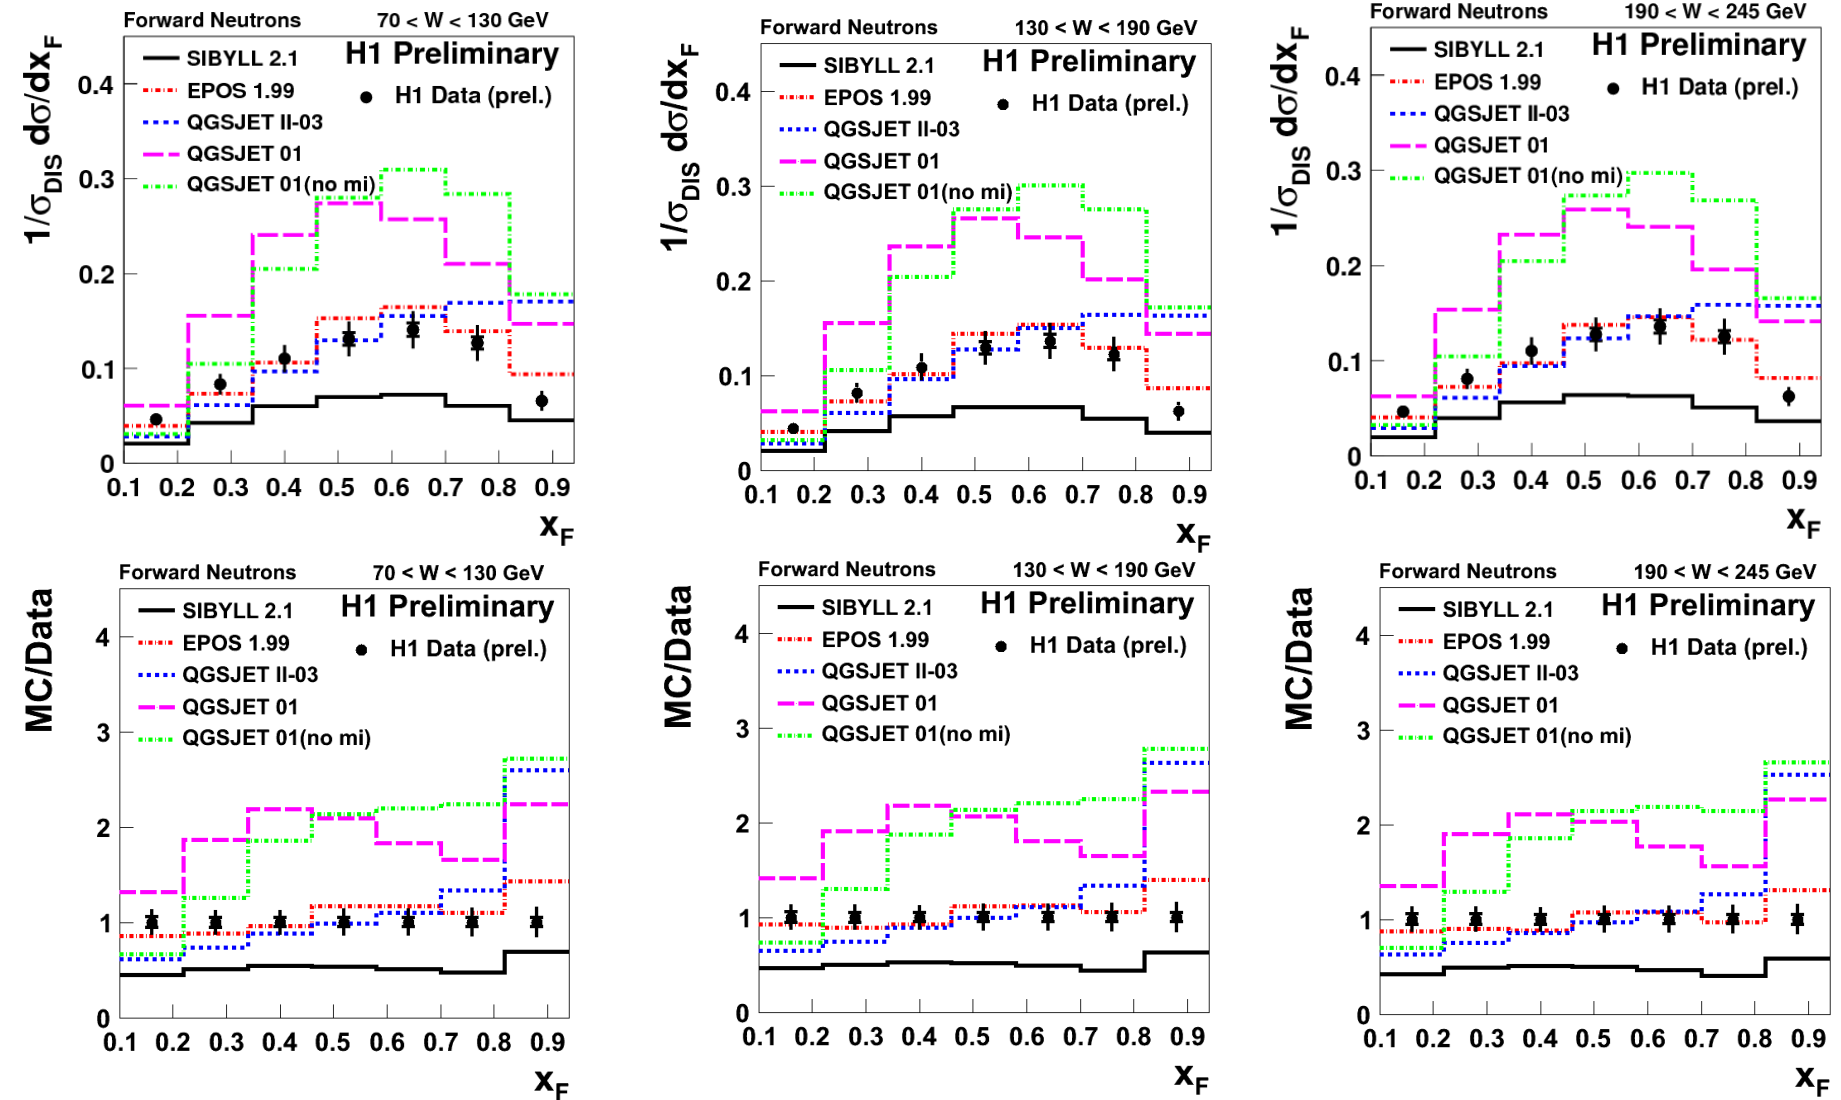 Forward Neutrons 70 < W < 130 GeV
H1 Preliminary
SIBYLL 2.1
EPOS 1.99
QGSJET II-03
QGSJET 01
QGSJET 01(no mi)
H1 Data (prel.)
1/σDIS dσ/dxF
0.4
0.3
0.2
0.1
0
0.1 0.2 0.3 0.4 0.5 0.6 0.7 0.8 0.9
xF
Forward Neutrons 130 < W < 190 GeV
H1 Preliminary
SIBYLL 2.1
EPOS 1.99
QGSJET II-03
QGSJET 01
QGSJET 01(no mi)
H1 Data (prel.)
1/σDIS dσ/dxF
0.4
0.3
0.2
0.1
0
0.1 0.2 0.3 0.4 0.5 0.6 0.7 0.8 0.9
xF
Forward Neutrons 190 < W < 245 GeV
H1 Preliminary
SIBYLL 2.1
EPOS 1.99
QGSJET II-03
QGSJET 01
QGSJET 01(no mi)
H1 Data (prel.)
1/σDIS dσ/dxF
0.4
0.3
0.2
0.1
0
0.1 0.2 0.3 0.4 0.5 0.6 0.7 0.8 0.9
xF
Forward Neutrons 70 < W < 130 GeV
H1 Preliminary
SIBYLL 2.1
EPOS 1.99
QGSJET II-03
QGSJET 01
QGSJET 01(no mi)
H1 Data (prel.)
MC/Data
4
3
2
1
0
0.1 0.2 0.3 0.4 0.5 0.6 0.7 0.8 0.9
xF
Forward Neutrons 130 < W < 190 GeV
H1 Preliminary
SIBYLL 2.1
EPOS 1.99
QGSJET II-03
QGSJET 01
QGSJET 01(no mi)
H1 Data (prel.)
MC/Data
4
3
2
1
0
0.1 0.2 0.3 0.4 0.5 0.6 0.7 0.8 0.9
xF
Forward Neutrons 190 < W < 245 GeV
H1 Preliminary
SIBYLL 2.1
EPOS 1.99
QGSJET II-03
QGSJET 01
QGSJET 01(no mi)
H1 Data (prel.)
MC/Data
4
3
2
1
0
0.1 0.2 0.3 0.4 0.5 0.6 0.7 0.8 0.9
xF